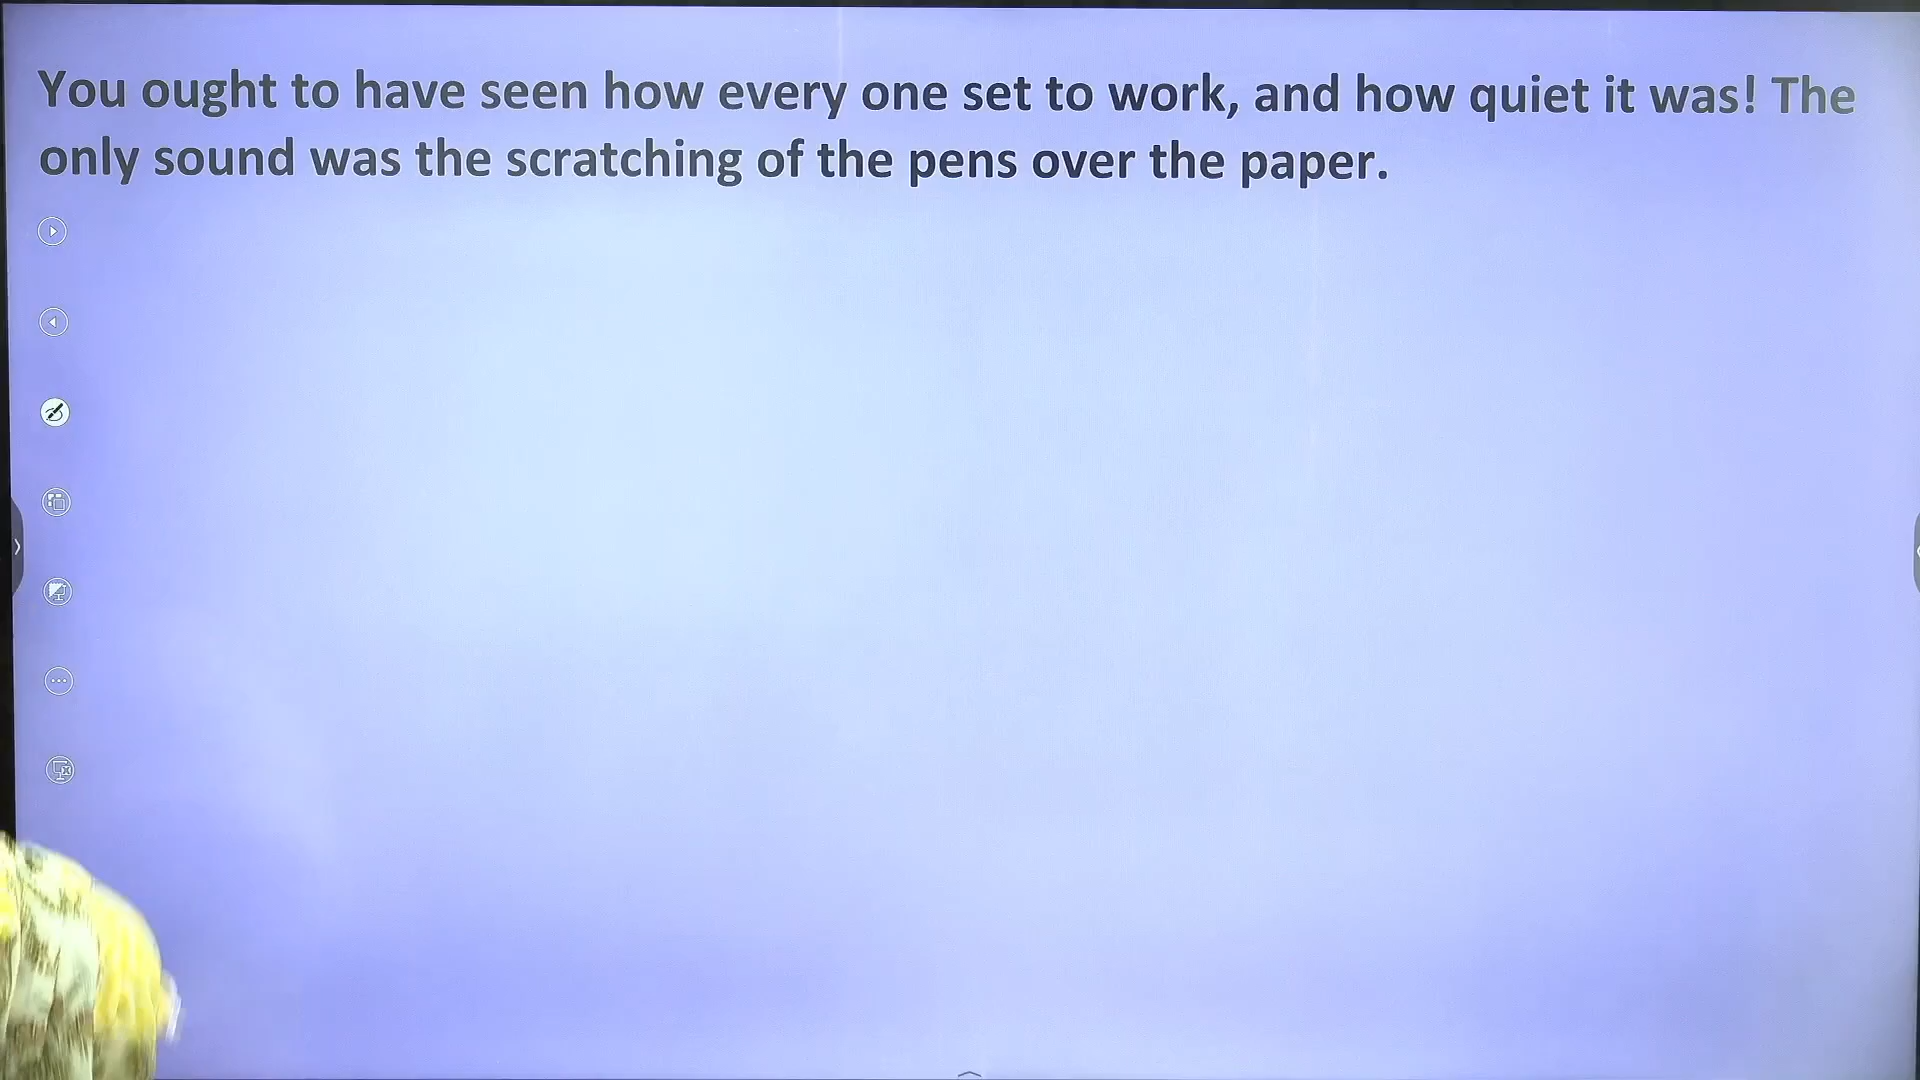 You ought to have seen how every one set to work, and how quiet it was! The
only sound was the scratching of the pens over the paper.